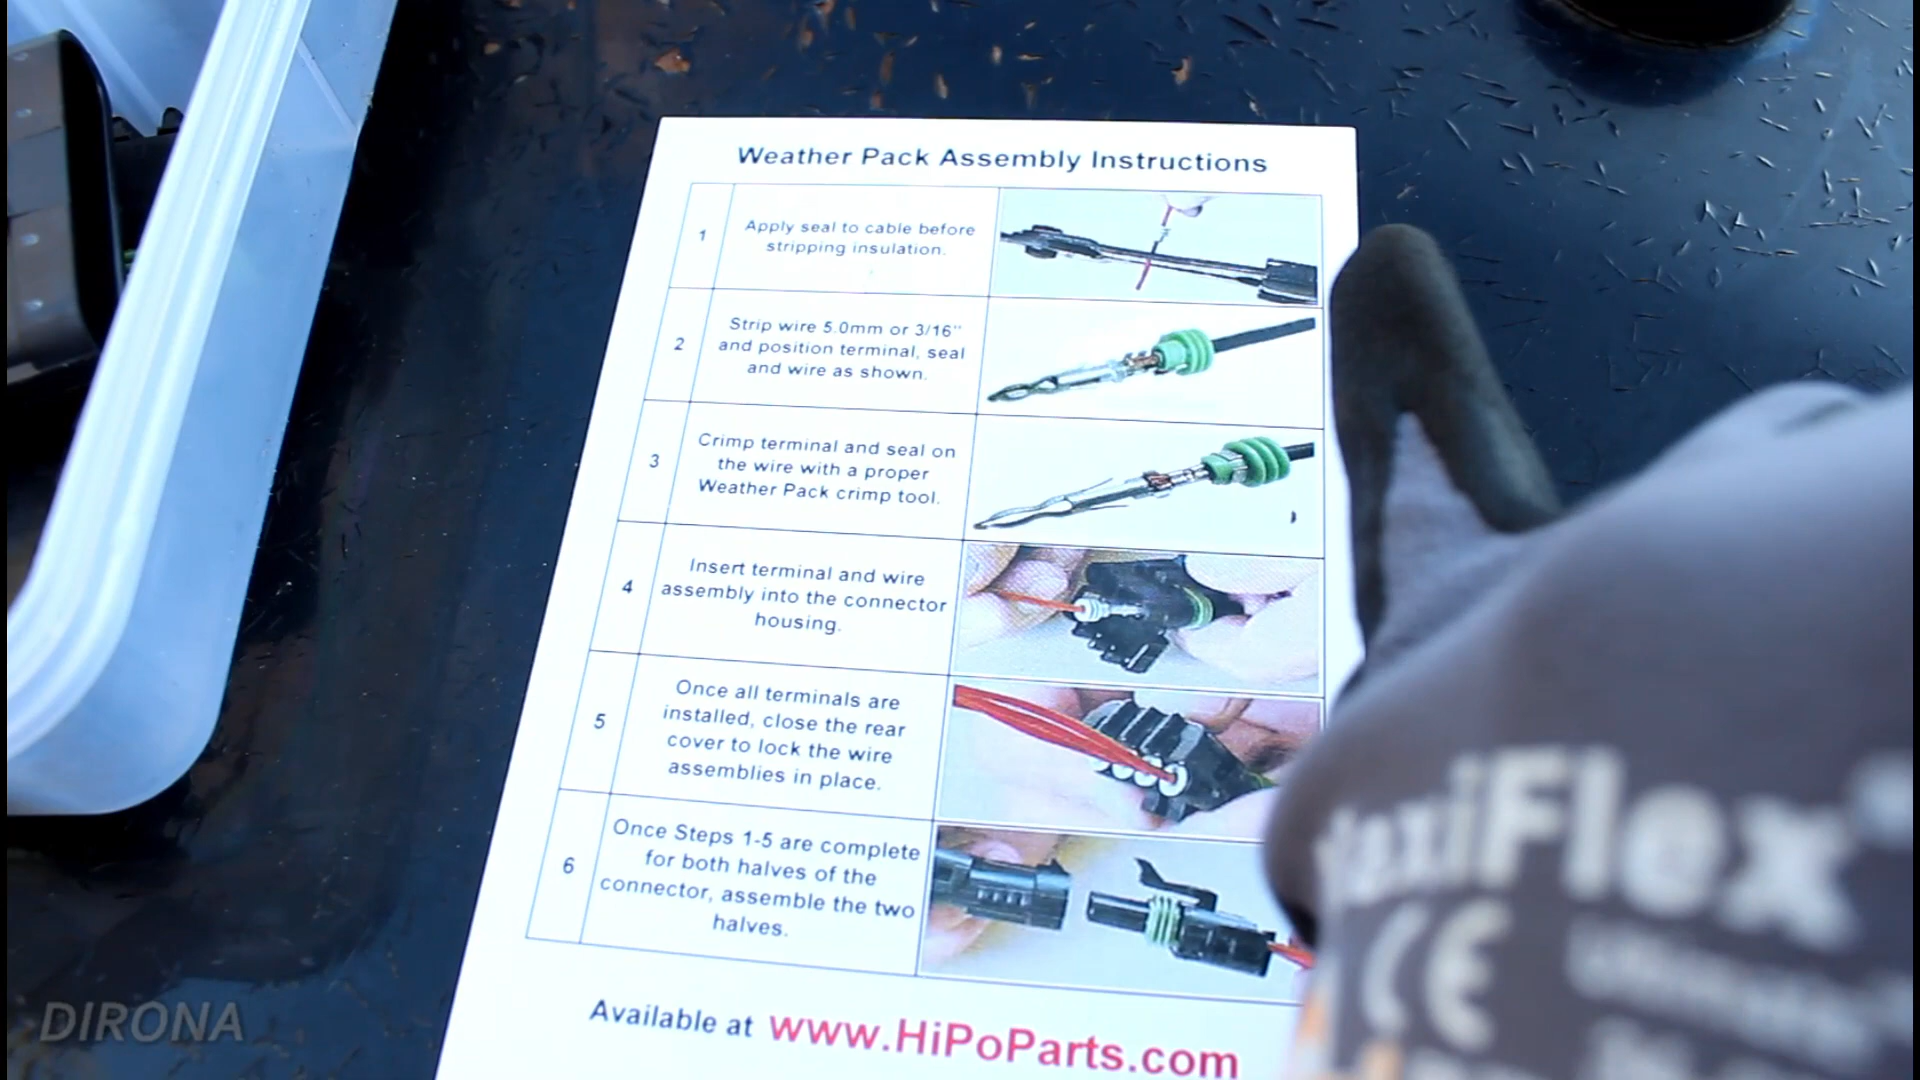 Weather Pack Assembly Instructions
1
Apply seal to cable before
stripping insulation.
2
Strip wire 5.0mm or 3/16"
and position terminal, seal
and wire as shown.
3
Crimp terminal and seal on
the wire with a proper
Weather Pack crimp tool.
4
Insert terminal and wire
assembly into the connector
housing.
5
Once all terminals are
installed, close the rear
cover to lock the wire
assemblies in place.
6
Once Steps 1-5 are complete
for both halves of the
connector, assemble the two
halves.
Available at www.HiPoParts.com
axiFlex
CE
DIRONA